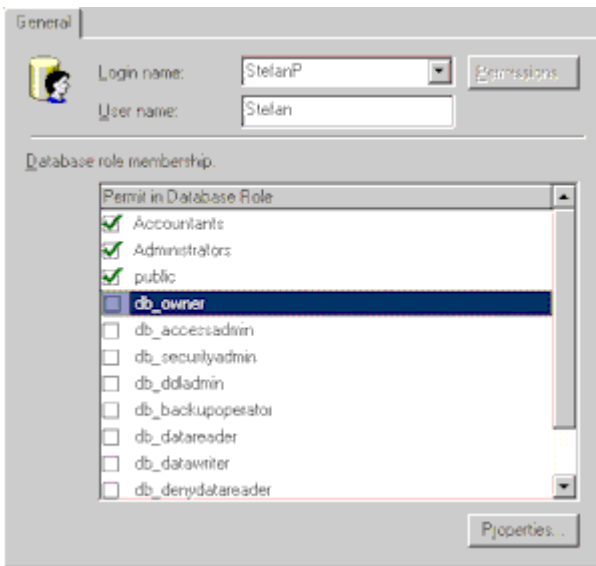 General
Login name: StefanP Permissions...
User name: Stefan
Database role membership.
Permit in Database Role
Accountants
Administrators
public
db_owner
db_accessadmin
db_securityadmin
db_ddladmin
db_backupoperator
db_datareader
db_datawriter
db_denydatareader
Properties...